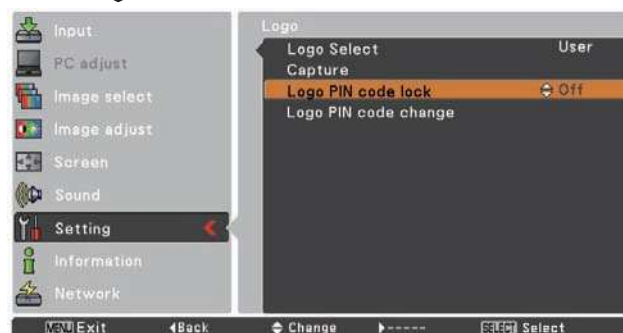 Input
PC adjust
Image select
Image adjust
Screen
Sound
Setting
Information
Network
Logo
Logo Select User
Capture
Logo PIN code lock Off
Logo PIN code change
MENU Exit ◀Back Change ▶----- SELECT Select